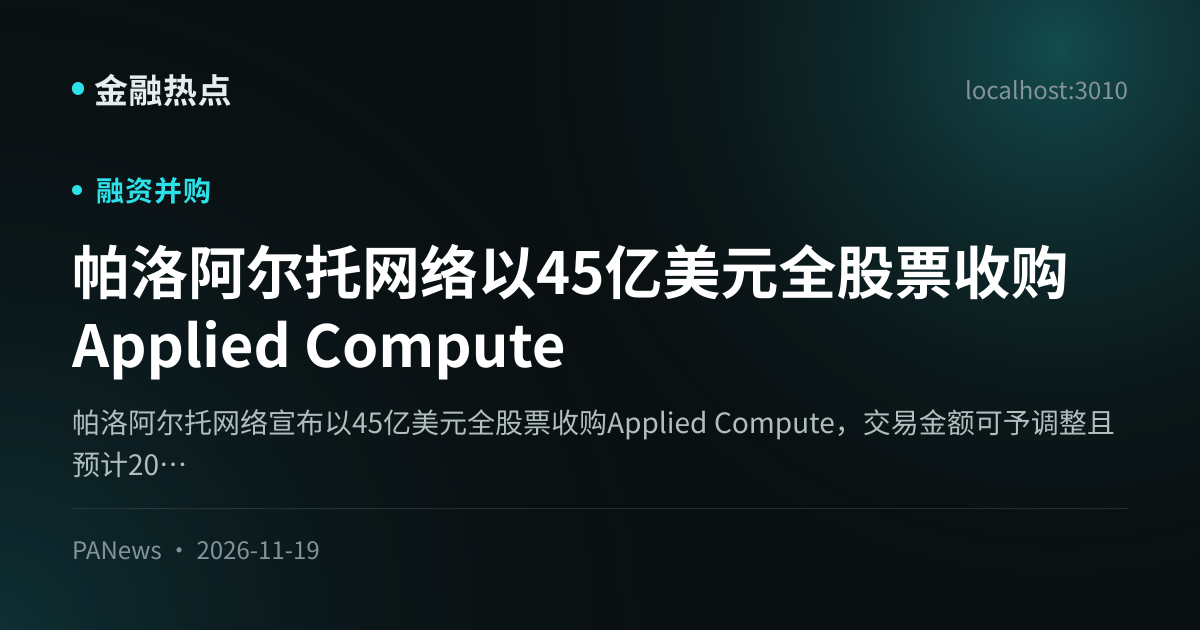 金融热点
localhost:3010
融资并购
帕洛阿尔托网络以45亿美元全股票收购
Applied Compute
帕洛阿尔托网络宣布以45亿美元全股票收购Applied Compute，交易金额可予调整且
预计20…
PANews • 2026-11-19